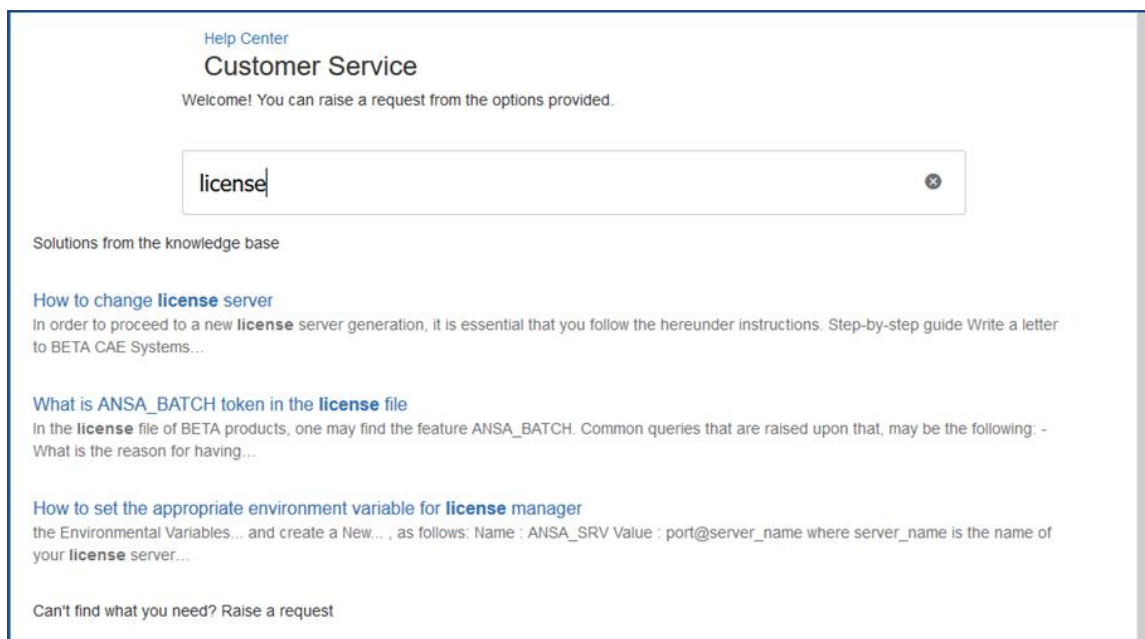 Help Center
Customer Service
Welcome! You can raise a request from the options provided.
license
Solutions from the knowledge base
How to change license server
In order to proceed to a new license server generation, it is essential that you follow the hereunder instructions. Step-by-step guide Write a letter
to BETA CAE Systems...
What is ANSA_BATCH token in the license file
In the license file of BETA products, one may find the feature ANSA_BATCH. Common queries that are raised upon that, may be the following: -
What is the reason for having...
How to set the appropriate environment variable for license manager
the Environmental Variables... and create a New... , as follows: Name : ANSA_SRV Value : port@server_name where server_name is the name of
your license server...
Can't find what you need? Raise a request